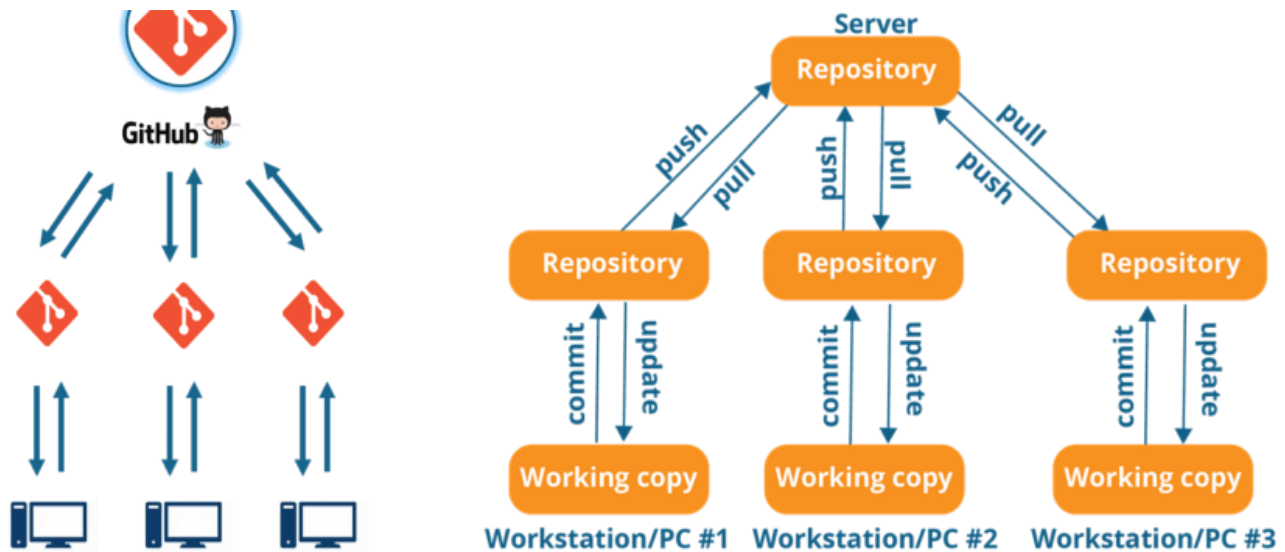 GitHub
Server
Repository
push
pull
push
pull
push
pull
Repository
Repository
Repository
commit
update
commit
update
commit
update
Working copy
Working copy
Working copy
Workstation/PC #1
Workstation/PC #2
Workstation/PC #3